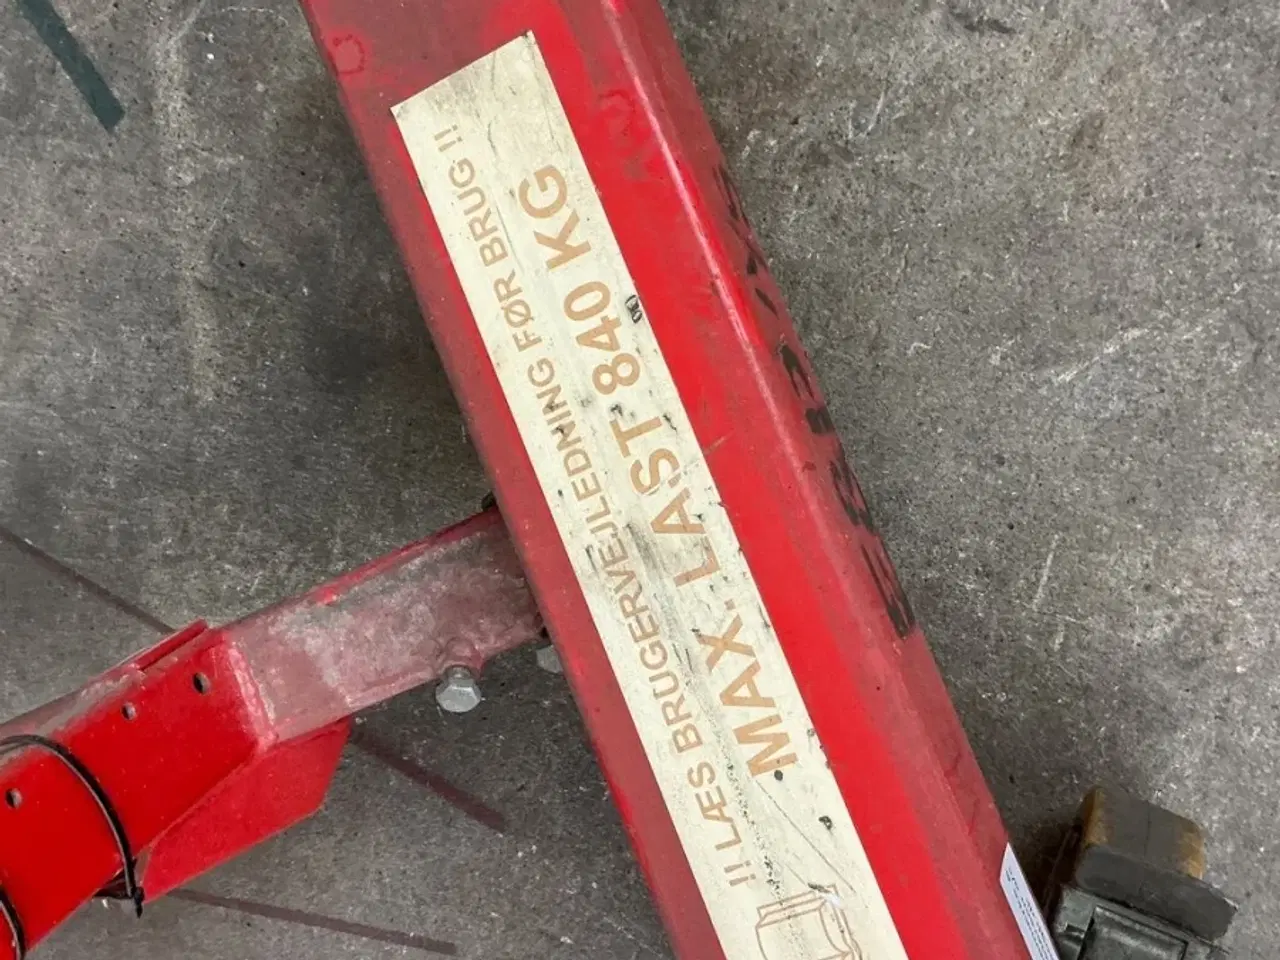 !! LÆS BRUGERVEJLEDNING FØR BRUG !!
MAX. LAST 840 KG